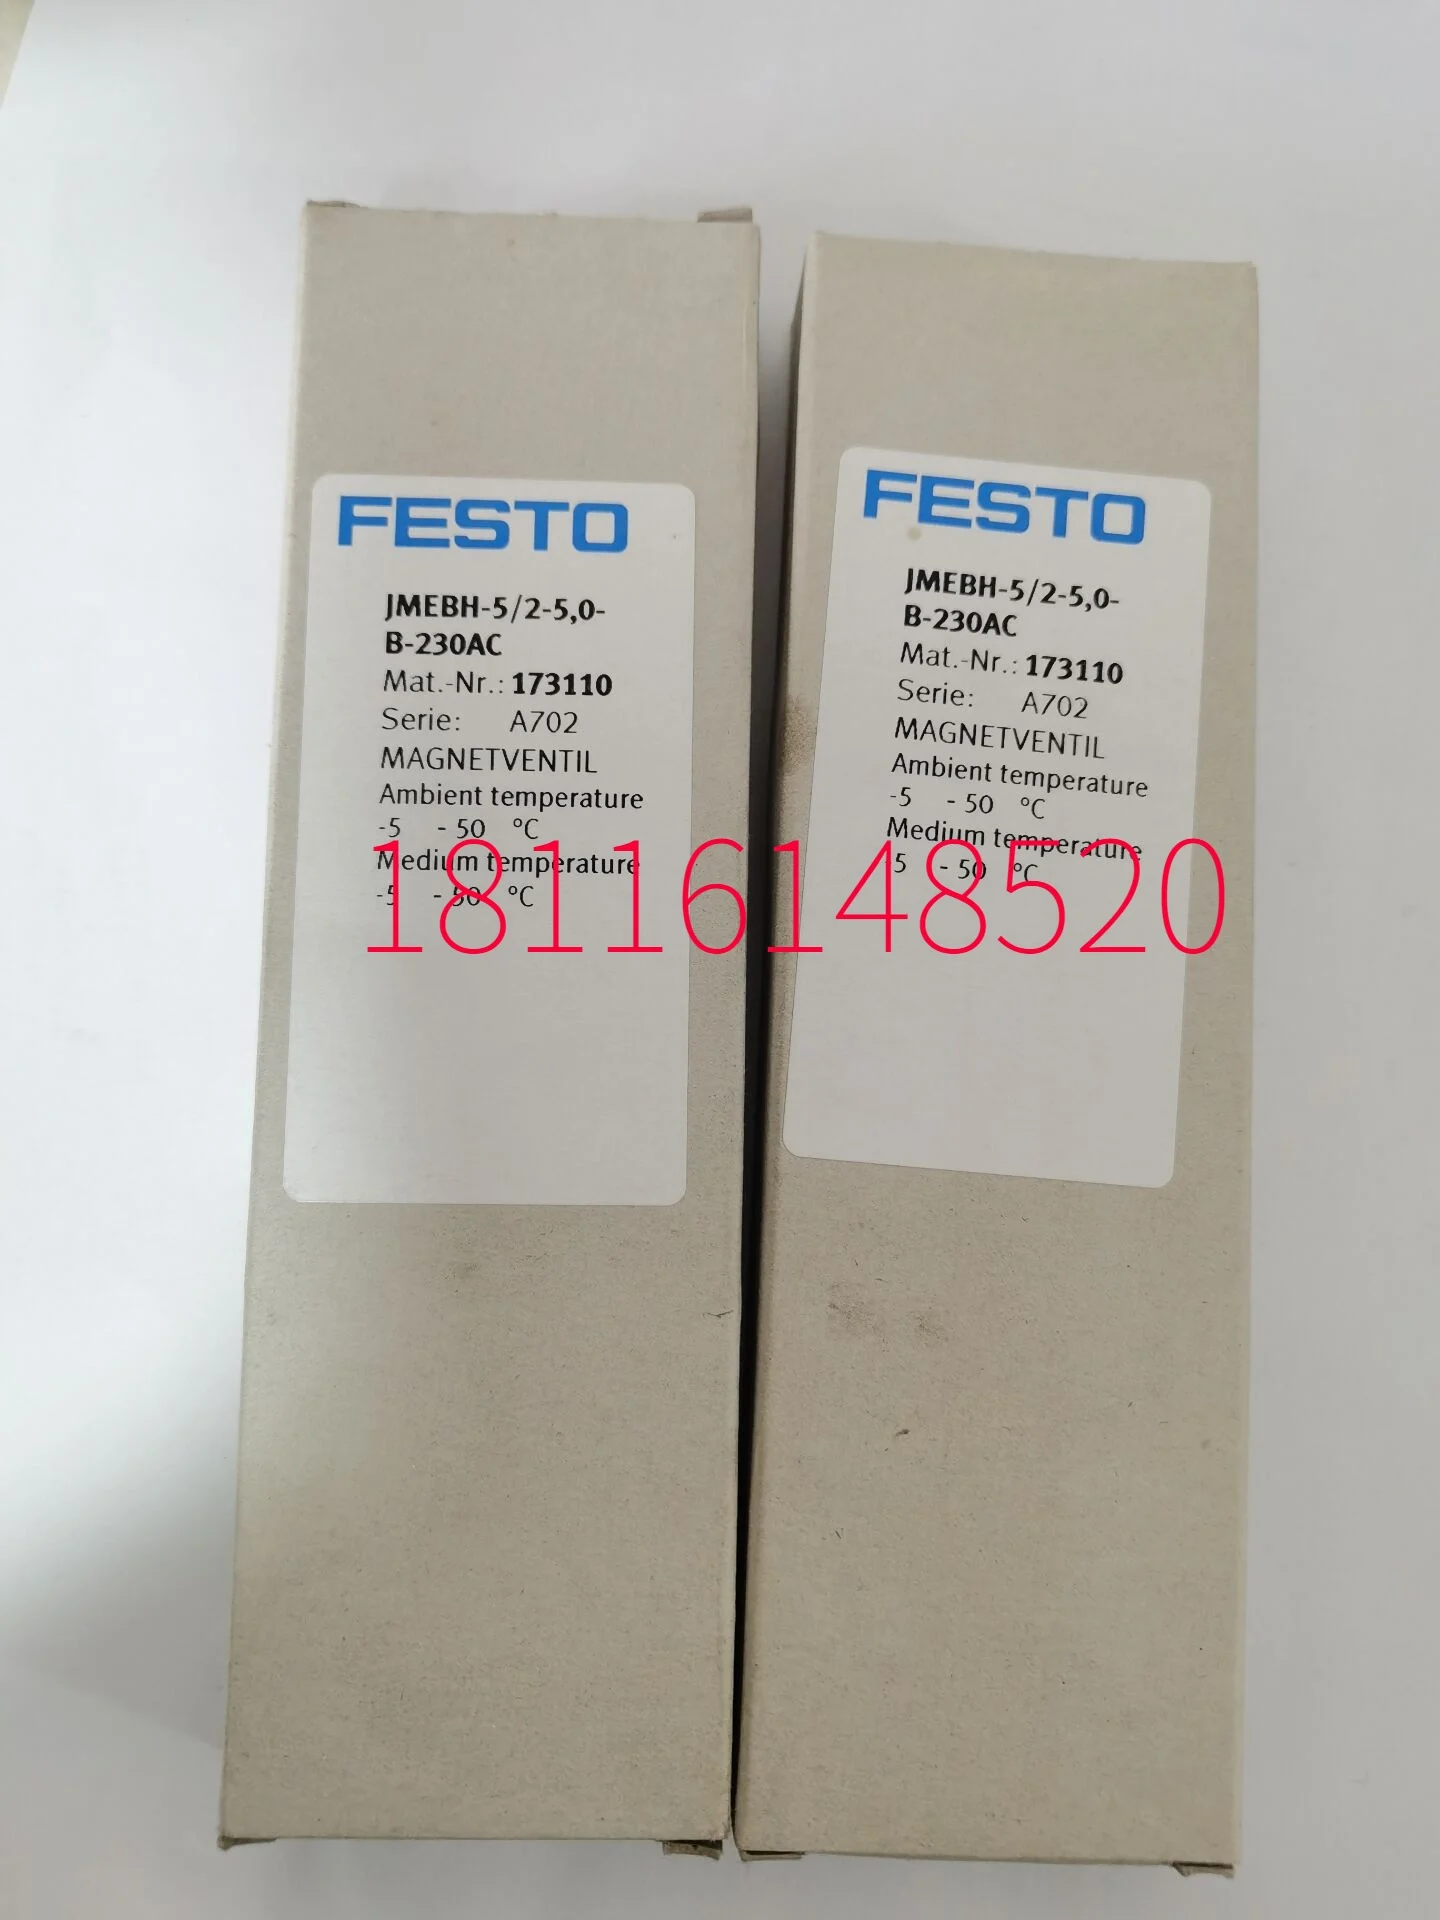 FESTO
JMEBH-5/2-5,0-
B-230AC
Mat.-Nr.: 173110
Serie: A702
MAGNETVENTIL
Ambient temperature
-5 - 50 °C
Medium temperature
-5 - 50 °C
FESTO
JMEBH-5/2-5,0-
B-230AC
Mat.-Nr.: 173110
Serie: A702
MAGNETVENTIL
Ambient temperature
-5 - 50 °C
Medium temperature
-5 - 50 °C
18116148520